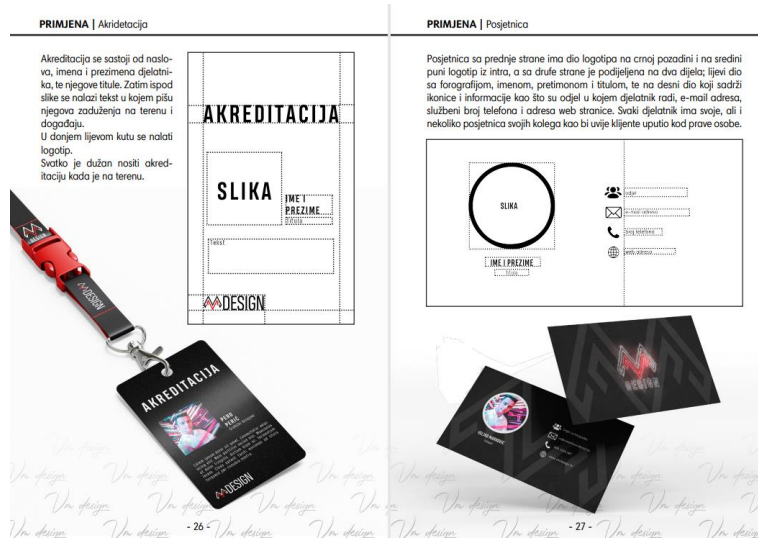 PRIMJENA | Akridetacija
Akreditacija se sastoji od naslo-
va, imena i prezimena djelatni-
ka, te njegove titule. Zatim ispod
slike se nalazi tekst u kojem pišu
njegova zaduženja na terenu i
događaju.
U donjem lijevom kutu se nalati
logotip.
Svatko je dužan nositi akred-
itaciju kada je na terenu.
AKREDITACIJA
SLIKA
IME I
PREZIME
titula
Tekst
DESIGN
DESIGN
DESIGN
AKREDITACIJA
PERO
PERIĆ
DESIGN
- 26 -
PRIMJENA | Posjetnica
Posjetnica sa prednje strane ima dio logotipa na crnoj pozadini i na sredini
puni logotip iz intra, a sa drufe strane je podijeljena na dva dijela; lijevi dio
sa forografijom, imenom, pretimonom i titulom, te na desni dio koji sadrži
ikonice i informacije kao što su odjel u kojem djelatnik radi, e-mail adresa,
službeni broj telefona i adresa web stranice. Svaki djelatnik ima svoje, ali i
nekoliko posjetnica svojih kolega kao bi uvije klijente uputio kod prave osobe.
SLIKA
IME I PREZIME
titula
odjel
e-mail adresa
broj telefona
web adresa
DESIGN
- 27 -